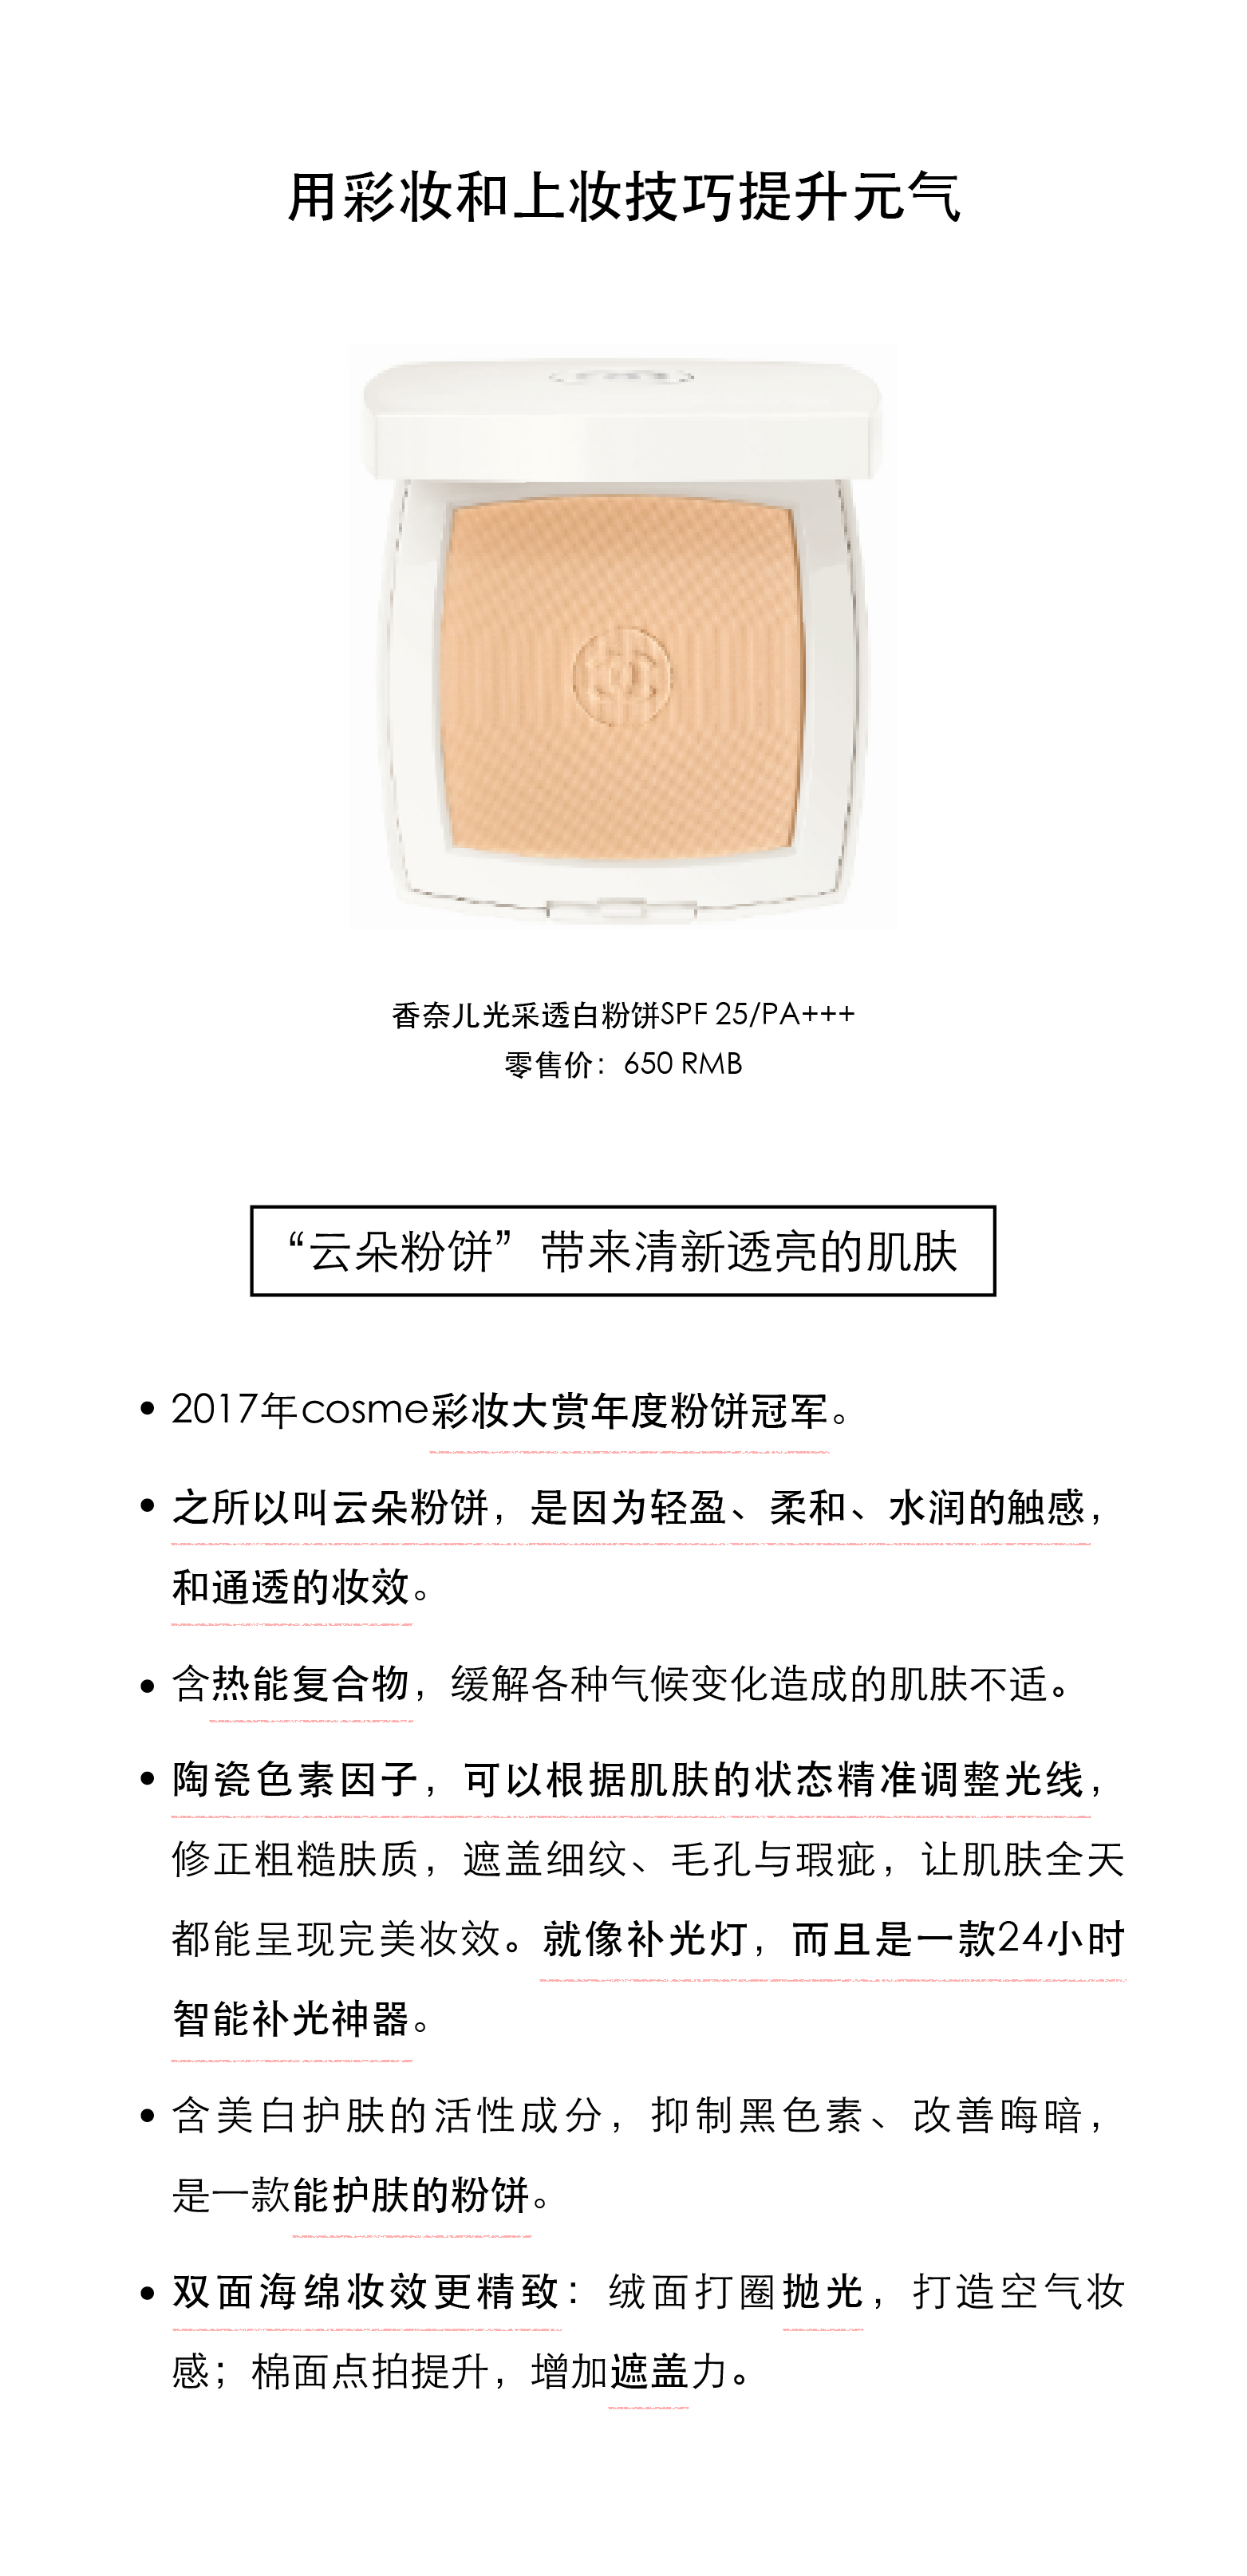 用彩妆和上妆技巧提升元气
香奈儿光采透白粉饼SPF 25/PA+++
零售价：650 RMB
“云朵粉饼”带来清新透亮的肌肤
• 2017年cosme彩妆大赏年度粉饼冠军。
• 之所以叫云朵粉饼，是因为轻盈、柔和、水润的触感，
和通透的妆效。
• 含热能复合物，缓解各种气候变化造成的肌肤不适。
• 陶瓷色素因子，可以根据肌肤的状态精准调整光线，
修正粗糙肤质，遮盖细纹、毛孔与瑕疵，让肌肤全天
都能呈现完美妆效。就像补光灯，而且是一款24小时
智能补光神器。
• 含美白护肤的活性成分，抑制黑色素、改善晦暗，
是一款能护肤的粉饼。
• 双面海绵妆效更精致：绒面打圈抛光，打造空气妆
感；棉面点拍提升，增加遮盖力。